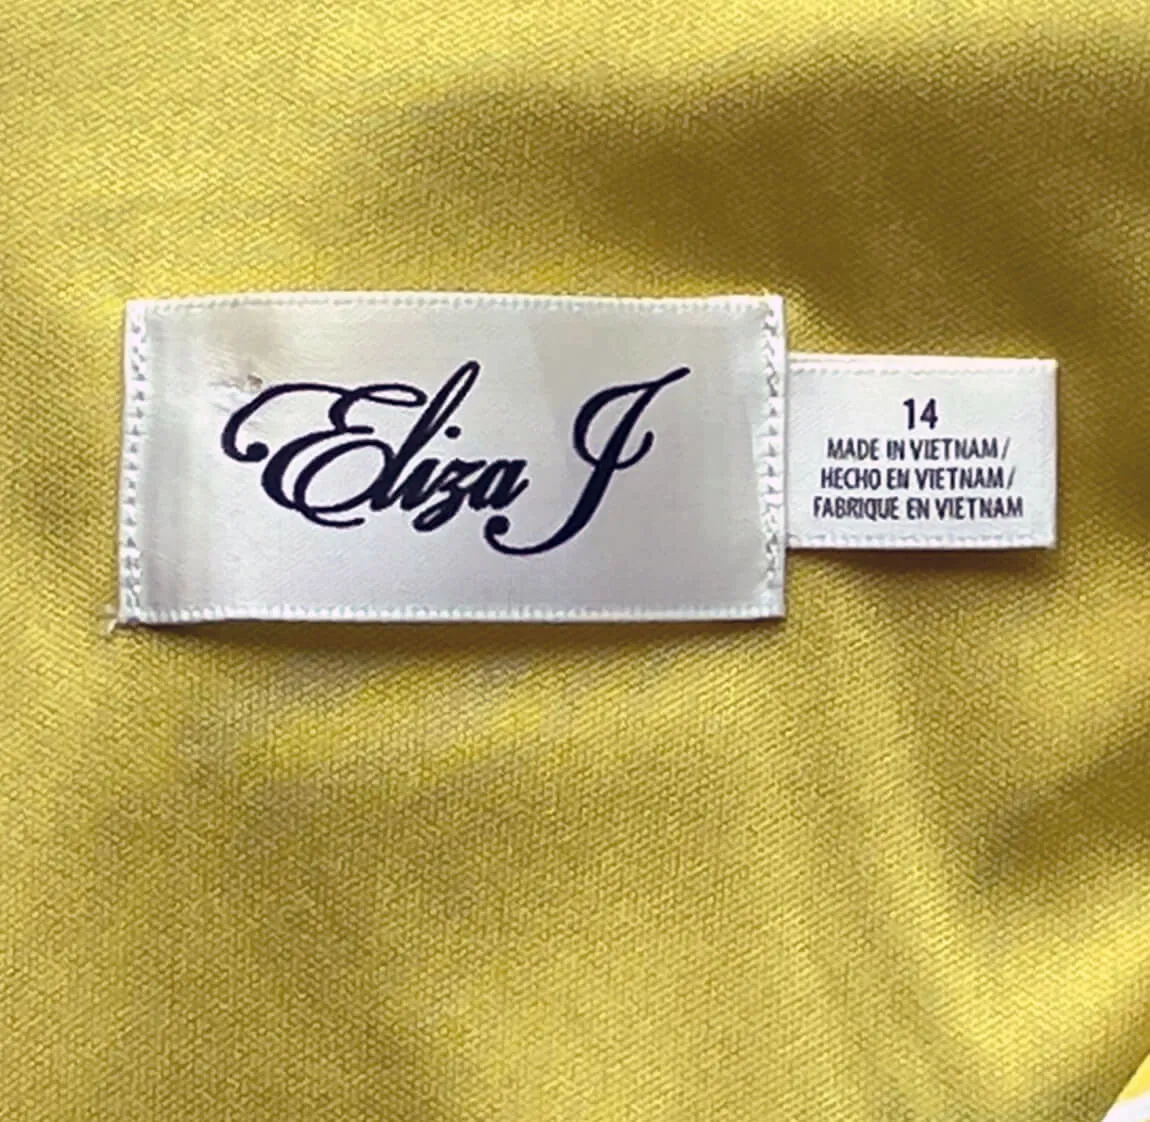 Eliza J
14
MADE IN VIETNAM/
HECHO EN VIETNAM/
FABRIQUE EN VIETNAM